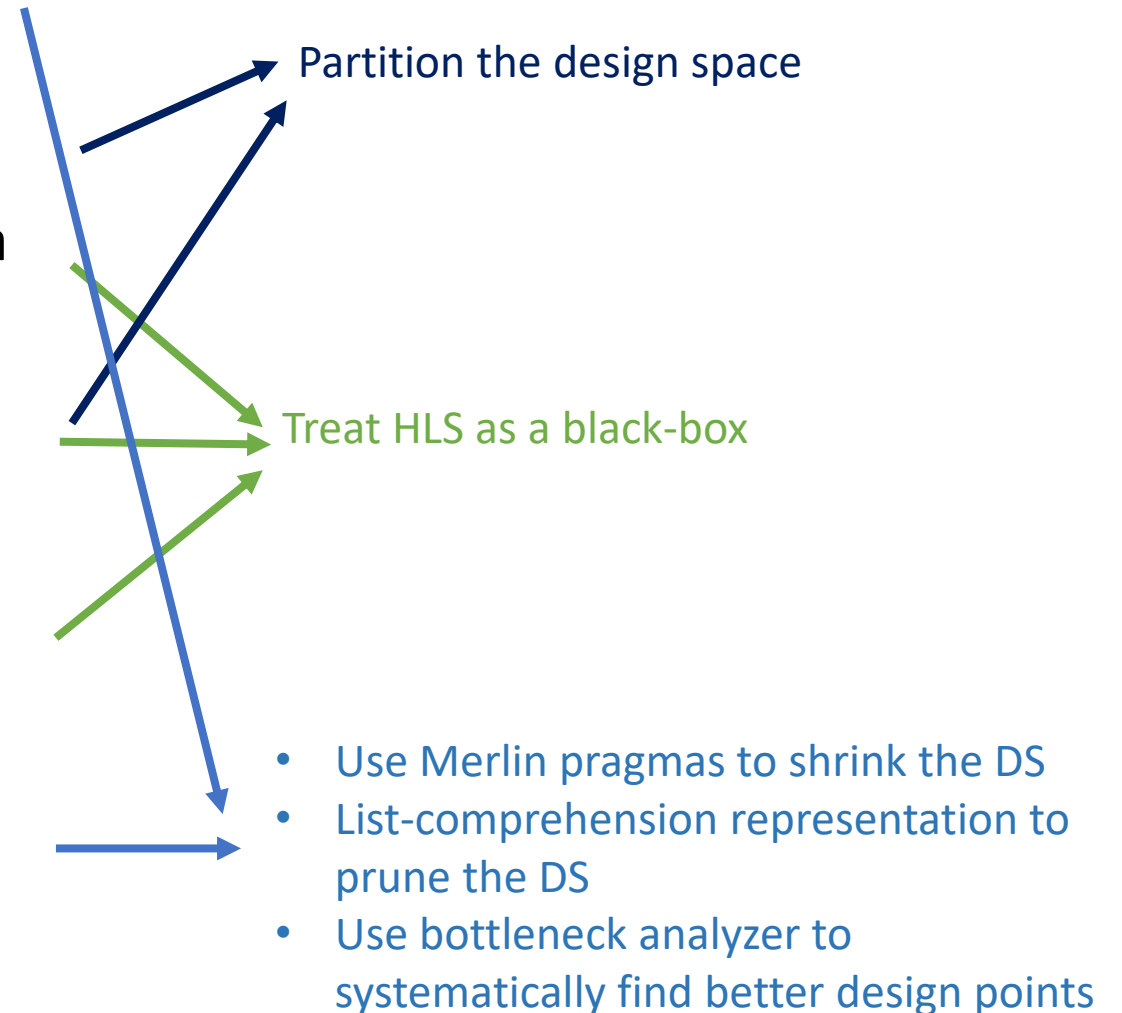 Partition the design space
n
Treat HLS as a black-box
• Use Merlin pragmas to shrink the DS
• List-comprehension representation to
prune the DS
• Use bottleneck analyzer to
systematically find better design points